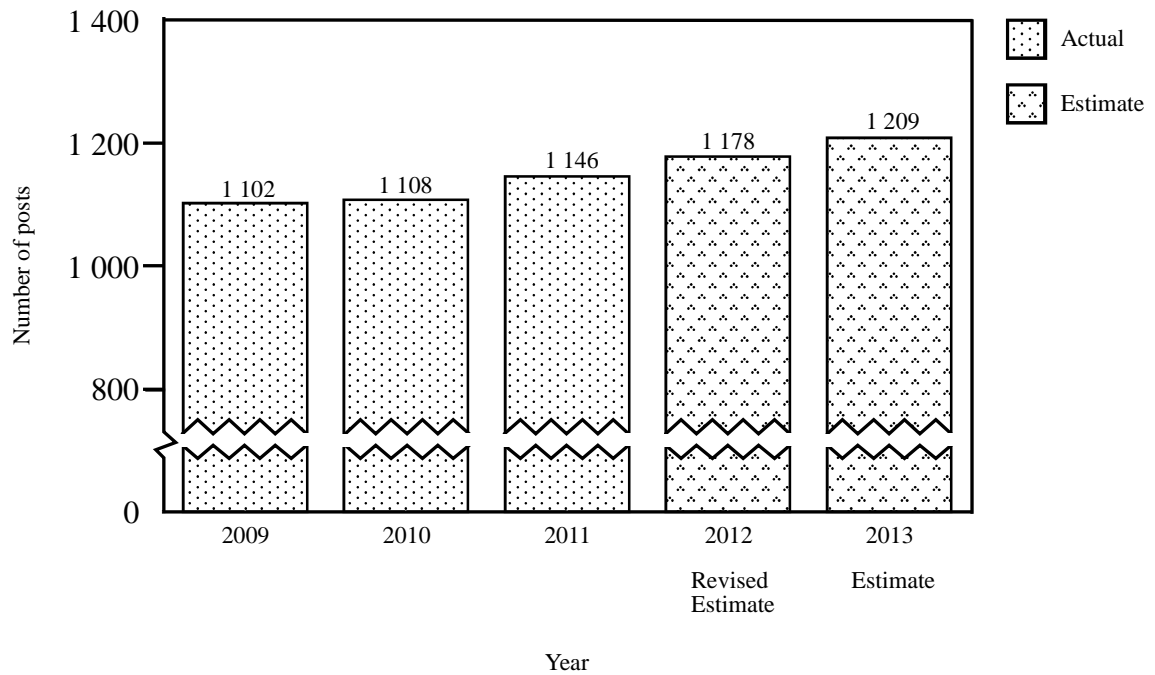 1 400
1 200
1 000
800
0
Number of posts
1 102
1 108
1 146
1 178
1 209
2009
2010
2011
2012
2013
Revised
Estimate
Estimate
Year
Actual
Estimate